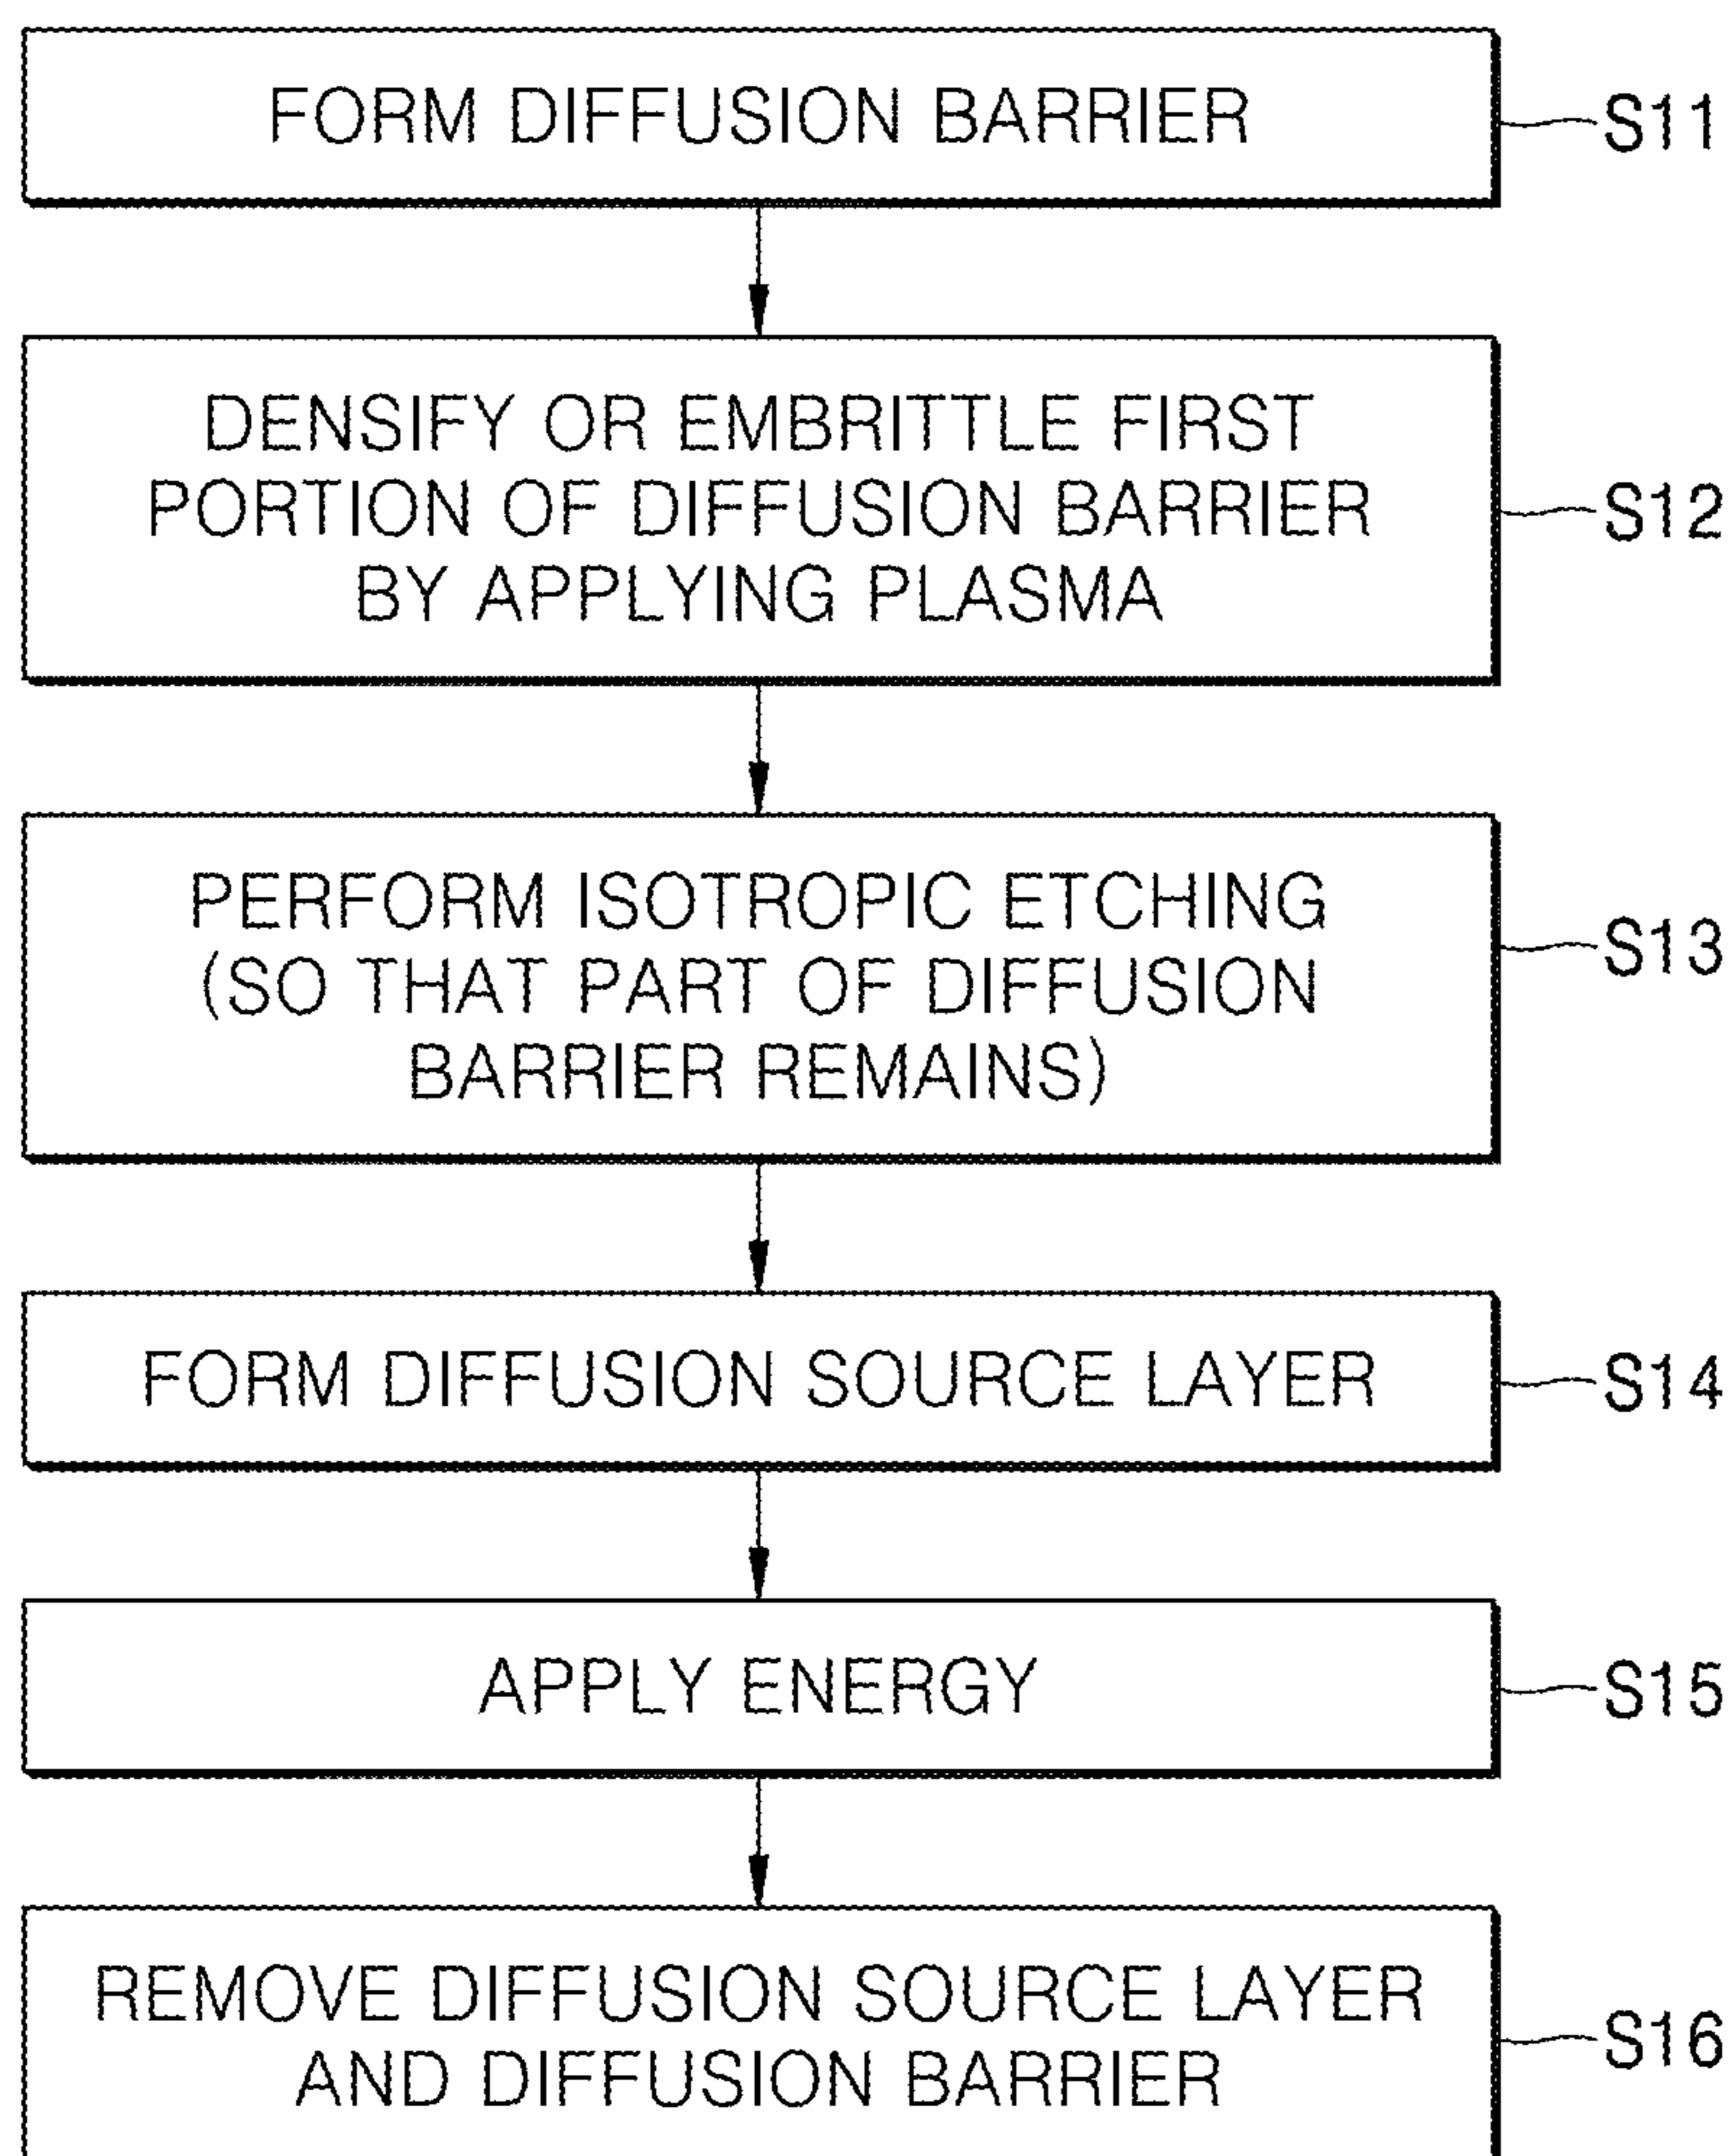 FORM DIFFUSION BARRIER
S11
DENSIFY OR EMBRITTLE FIRST
PORTION OF DIFFUSION BARRIER
BY APPLYING PLASMA
S12
PERFORM ISOTROPIC ETCHING
(SO THAT PART OF DIFFUSION
BARRIER REMAINS)
S13
FORM DIFFUSION SOURCE LAYER
S14
APPLY ENERGY
S15
REMOVE DIFFUSION SOURCE LAYER
AND DIFFUSION BARRIER
S16